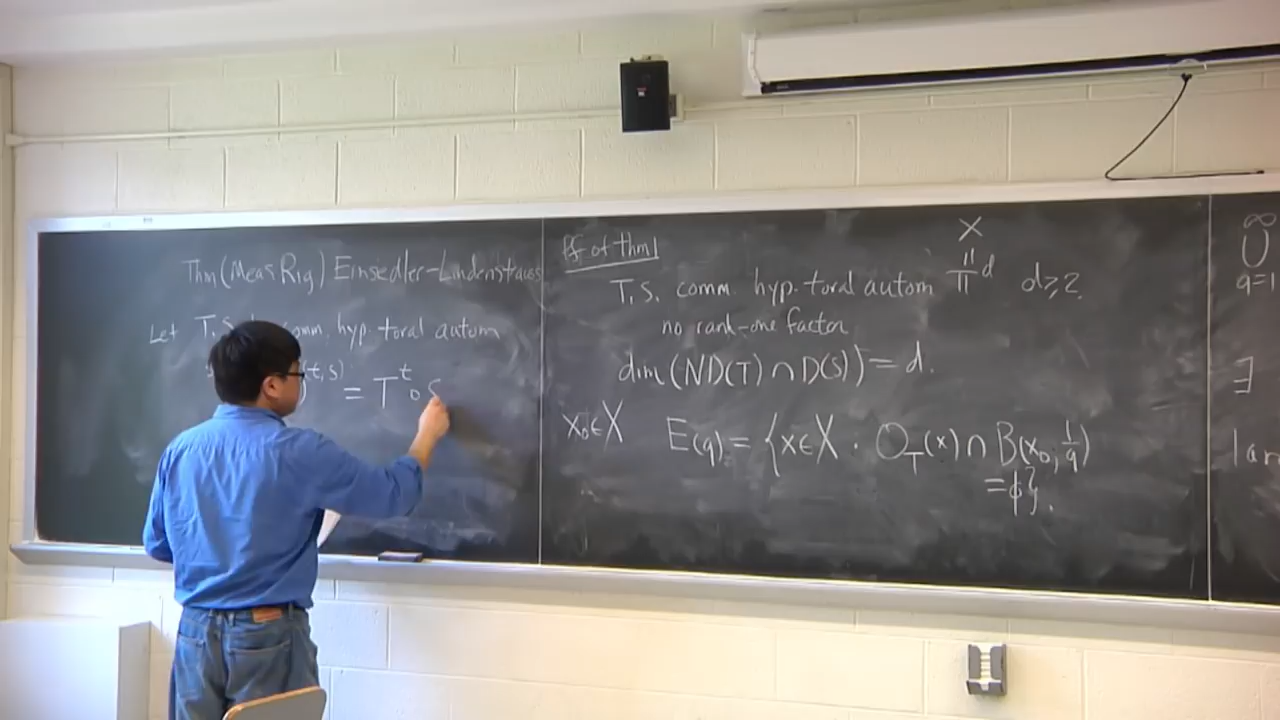 Thm (Meas Rig) Einsiedler-Lindenstrauss
Let T, S comm. hyp. toral autom
(t,s) = T^t ∘ S
Pf of thm 1
X
=
T, S. comm. hyp. toral autom 𝕋^d d ≥ 2
no rank-one factor
dim (ND(T) ∩ D(S)) = d.
x₀ ∈ X E(q) = {x ∈ X · O_T(x) ∩ B(x₀, 1/q)
= ϕ}.
∞
∪
q=1
∃